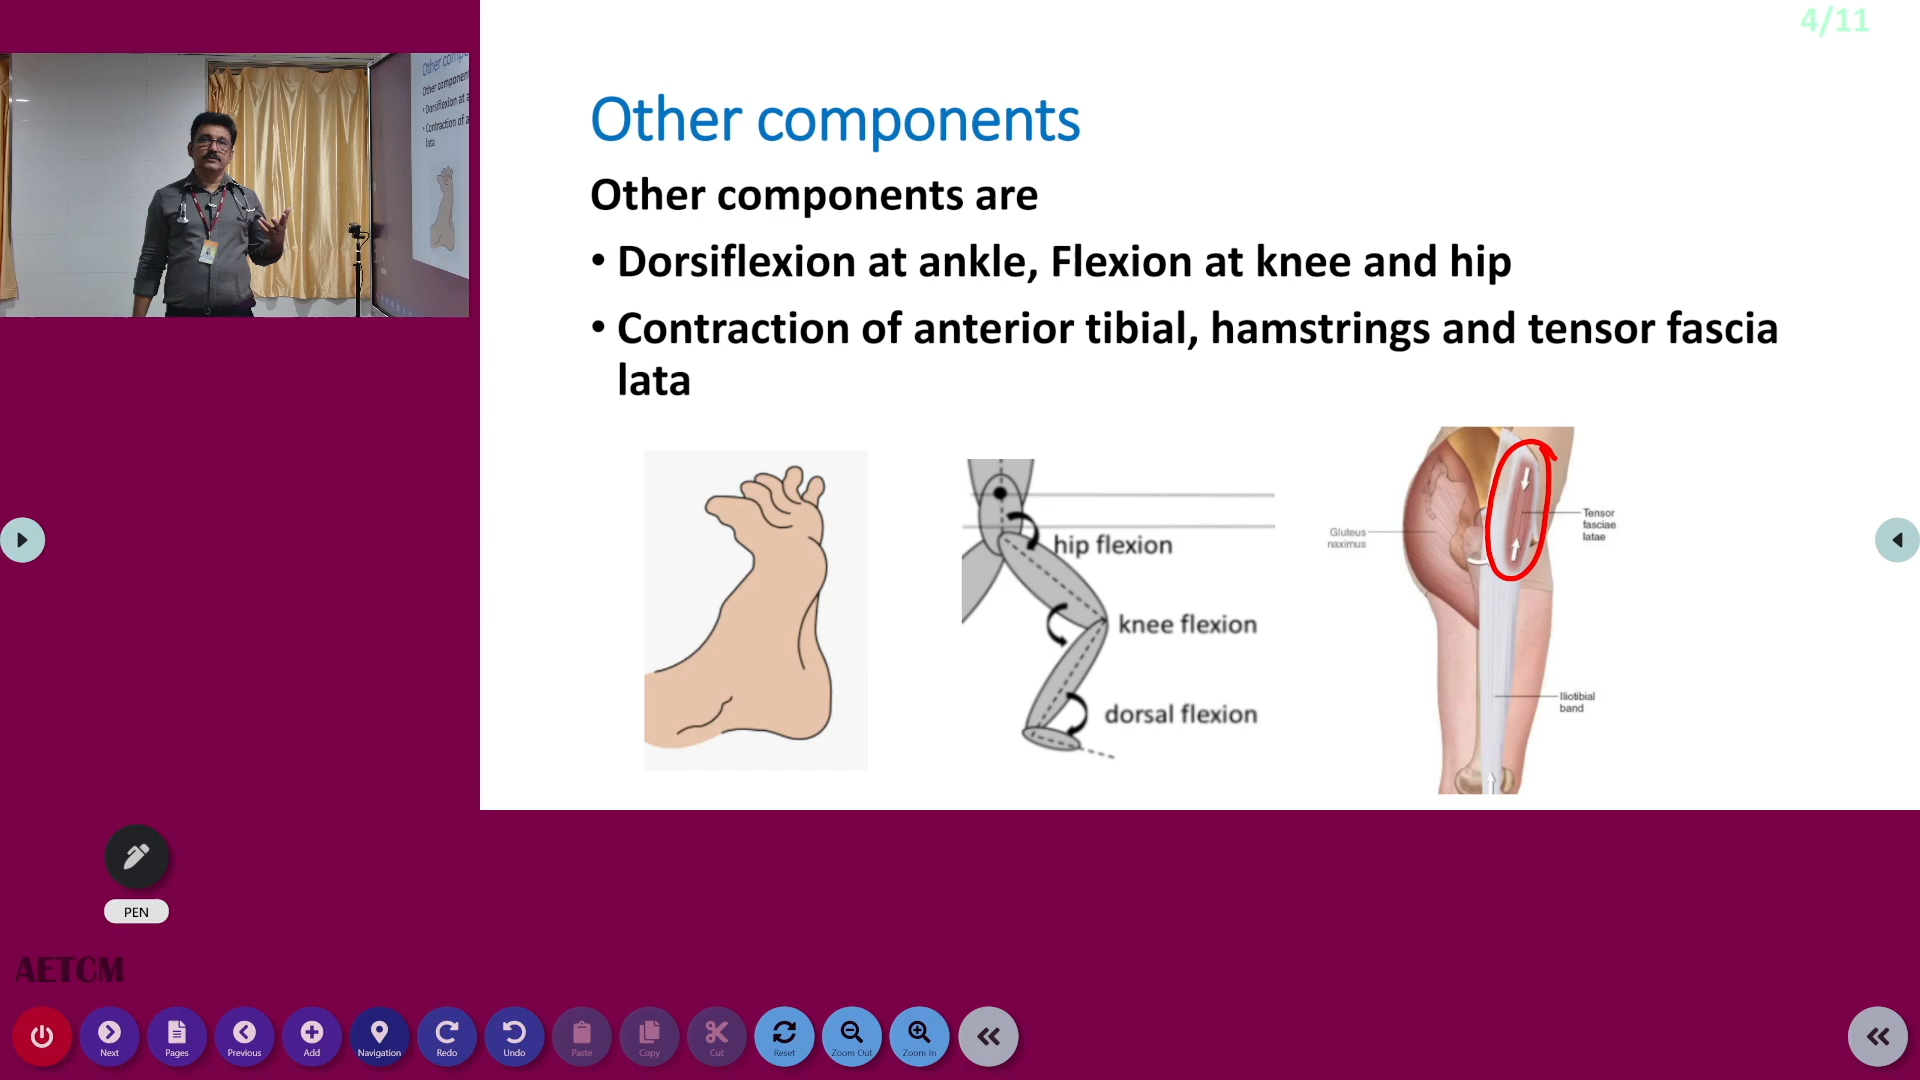 4/11
Other components
Other components are
• Dorsiflexion at ankle, Flexion at knee and hip
• Contraction of anterior tibial, hamstrings and tensor fascia
lata
hip flexion
knee flexion
dorsal flexion
Gluteus
naximus
Tensor
fasciae
latae
Iliotibial
band
PEN
AETCM
Next
Pages
Previous
Add
Navigation
Redo
Undo
Paste
Copy
Cut
Reset
Zoom Out
Zoom In